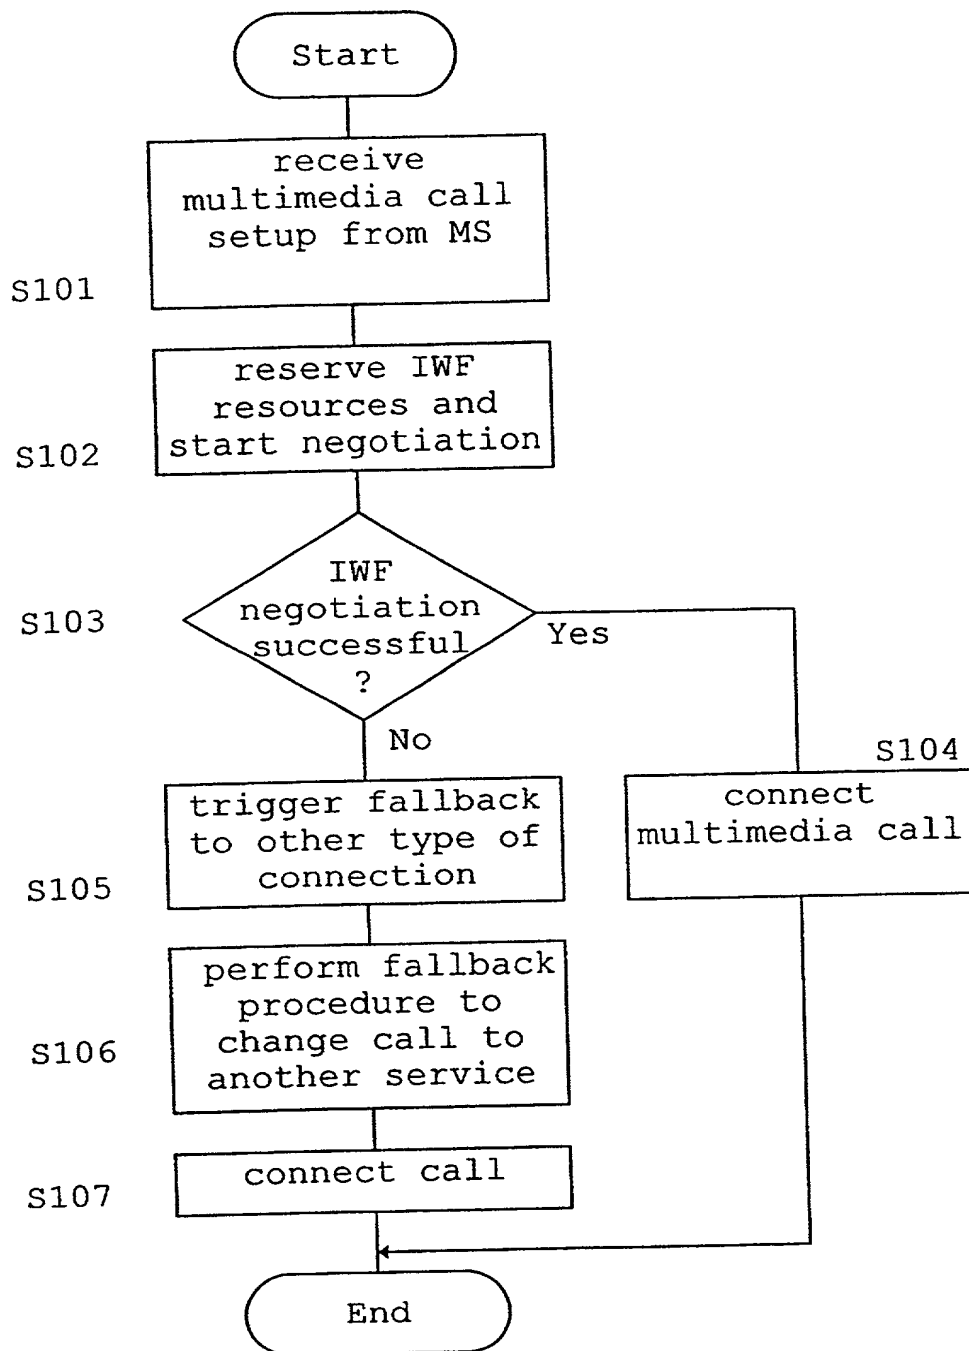 Start
receive
multimedia call
setup from MS
S101
reserve IWF
resources and
start negotiation
S102
IWF
negotiation
successful
?
S103
Yes
No
S104
connect
multimedia call
trigger fallback
to other type of
connection
S105
perform fallback
procedure to
change call to
another service
S106
connect call
S107
End